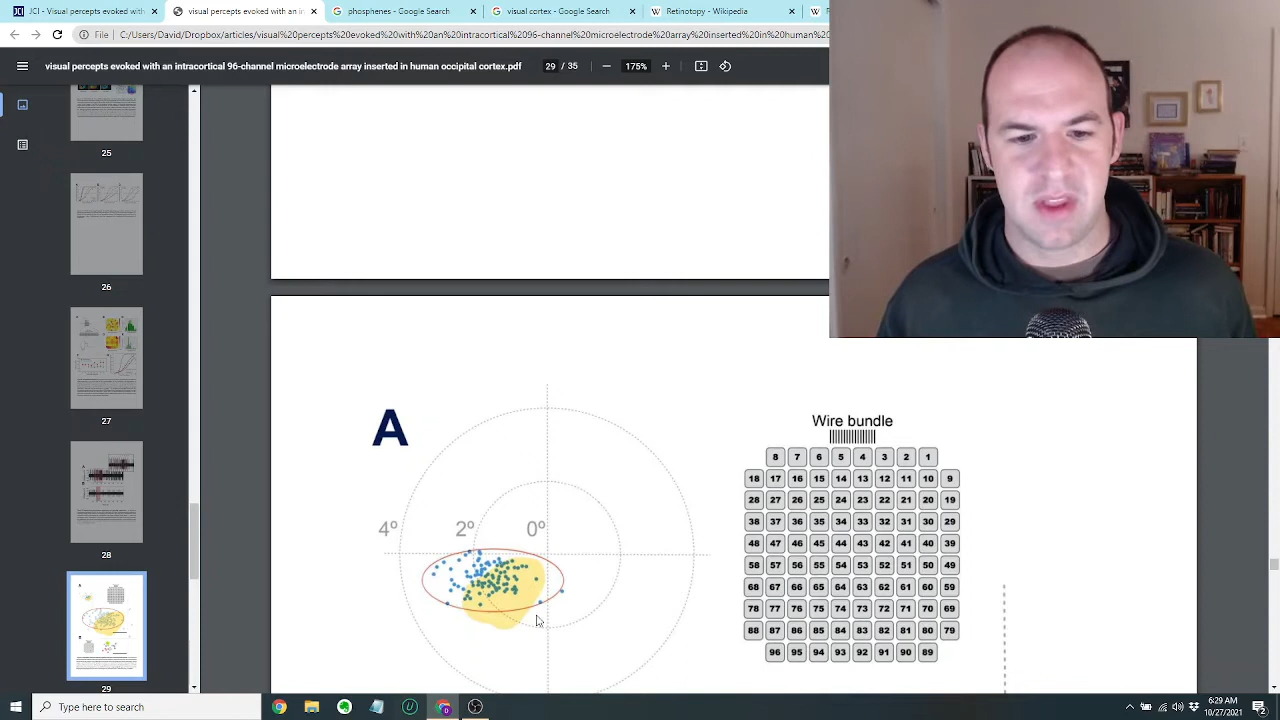 JCI - Visual percepts evoked w
visual percepts evoked with an in
phosphenes - Google Search
visual cortex - Google Search
Retinotopy - Wikipedia
File
C:/Users/David/Dropbox/articles/visual%20percepts%20evoked%20with%20an%20intracortical%2096-channel%20microelectrode%20array%20inserted%20in%20human%20occipital%20cortex.
visual percepts evoked with an intracortical 96-channel microelectrode array inserted in human occipital cortex.pdf
29 / 35
175%
25
26
27
28
29
A
4º 2º 0º
Wire bundle
8 7 6 5 4 3 2 1
18 17 16 15 14 13 12 11 10 9
28 27 26 25 24 23 22 21 20 19
38 37 36 35 34 33 32 31 30 29
48 47 46 45 44 43 42 41 40 39
58 57 56 55 54 53 52 51 50 49
68 67 66 65 64 63 62 61 60 59
78 77 76 75 74 73 72 71 70 69
88 87 86 85 84 83 82 81 80 79
96 95 94 93 92 91 90 89
Type here to search
6:29 AM
10/27/2021